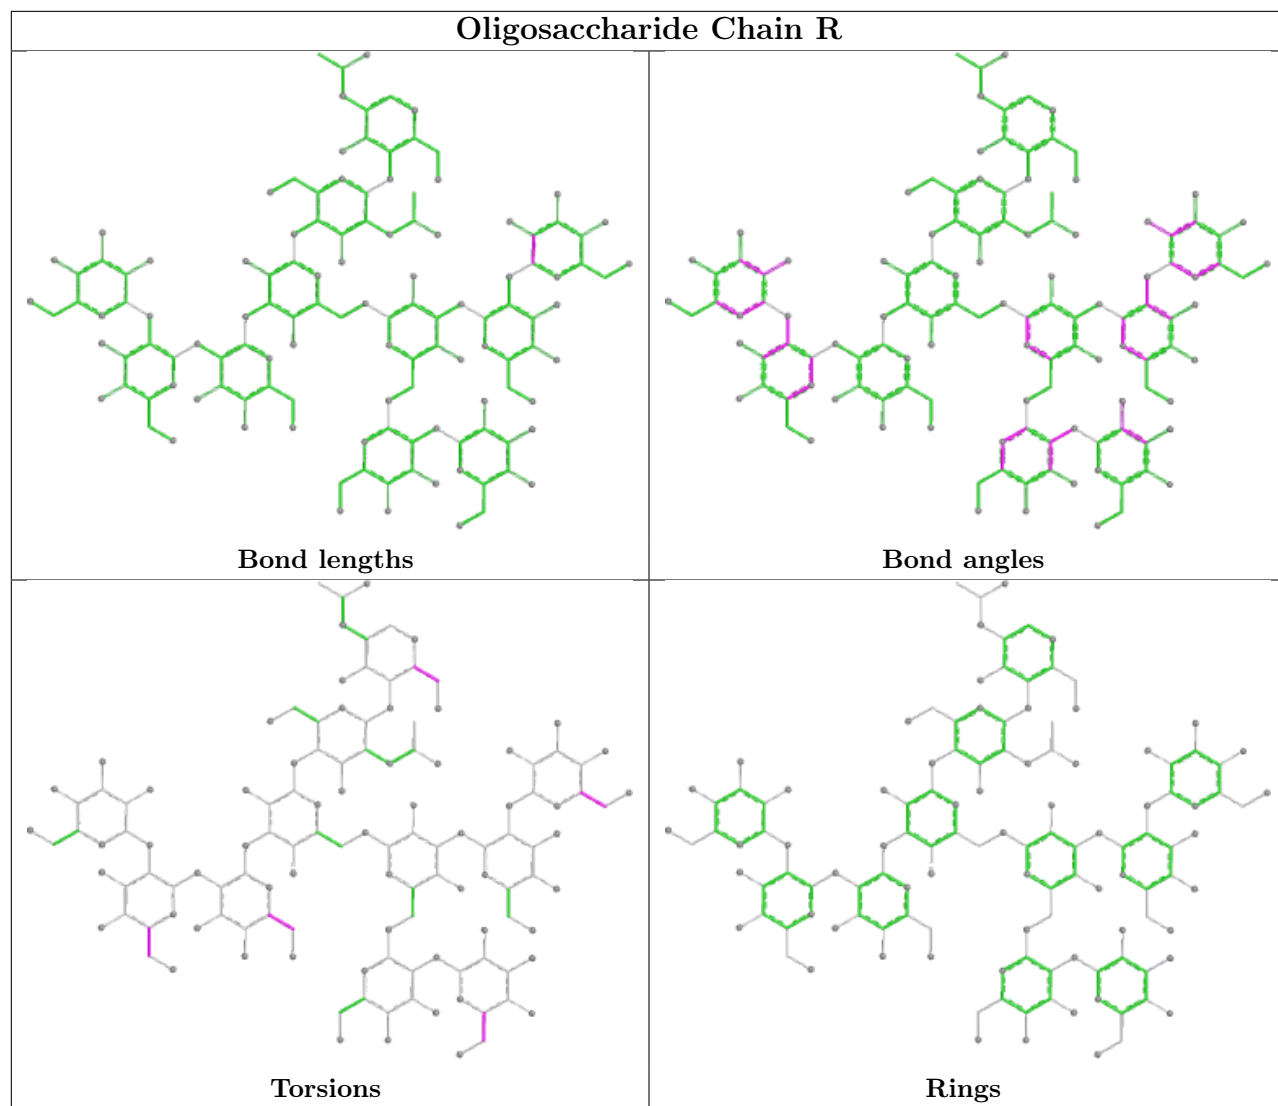 Oligosaccharide Chain R
Bond lengths
Bond angles
Torsions
Rings